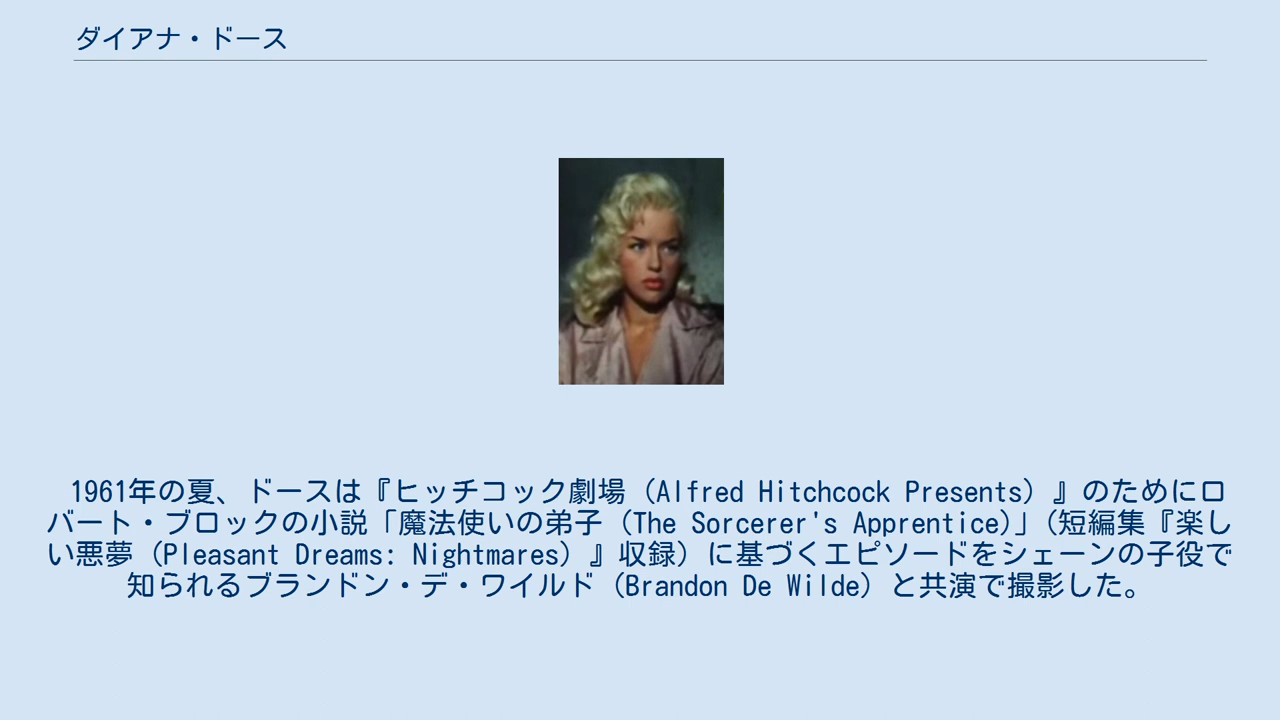 ダイアナ・ドース
1961年の夏、ドースは『ヒッチコック劇場（Alfred Hitchcock Presents）』のためにロ
バート・ブロックの小説「魔法使いの弟子（The Sorcerer's Apprentice)」（短編集『楽し
い悪夢（Pleasant Dreams: Nightmares）』収録）に基づくエピソードをシェーンの子役で
知られるブランドン・デ・ワイルド（Brandon De Wilde）と共演で撮影した。